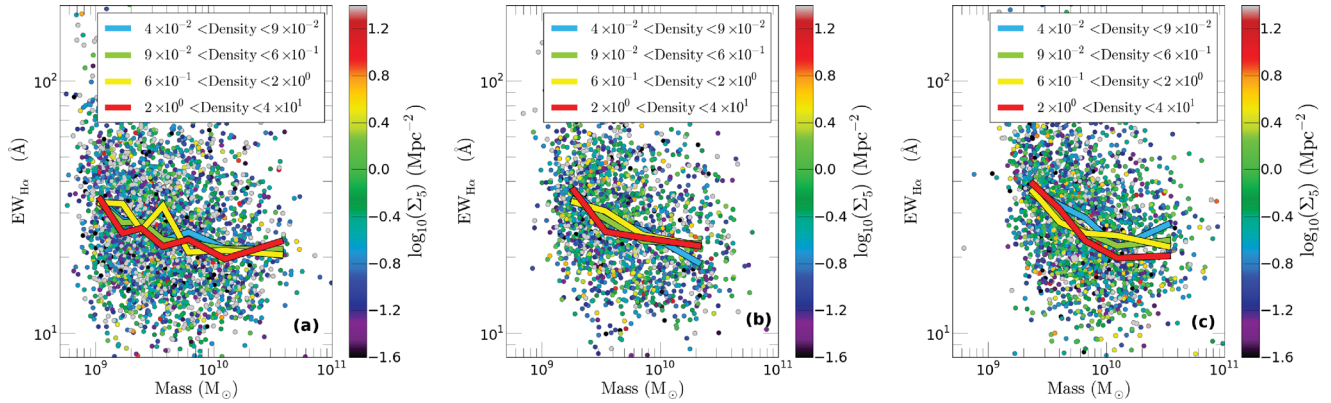 4×10⁻² <Density<9×10⁻²
9×10⁻² <Density<6×10⁻¹
6×10⁻¹ <Density<2×10⁰
2×10⁰ <Density<4×10¹
10²
10¹
EW_Hα (Å)
(a)
10⁹ 10¹⁰ 10¹¹
Mass (M_⊙)
1.2
0.8
0.4
0.0
−0.4
−0.8
−1.2
−1.6
log₁₀(Σ₅) (Mpc⁻²)
4×10⁻² <Density<9×10⁻²
9×10⁻² <Density<6×10⁻¹
6×10⁻¹ <Density<2×10⁰
2×10⁰ <Density<4×10¹
10²
10¹
EW_Hα (Å)
(b)
10⁹ 10¹⁰ 10¹¹
Mass (M_⊙)
1.2
0.8
0.4
0.0
−0.4
−0.8
−1.2
−1.6
log₁₀(Σ₅) (Mpc⁻²)
4×10⁻² <Density<9×10⁻²
9×10⁻² <Density<6×10⁻¹
6×10⁻¹ <Density<2×10⁰
2×10⁰ <Density<4×10¹
10²
10¹
EW_Hα (Å)
(c)
10⁹ 10¹⁰ 10¹¹
Mass (M_⊙)
1.2
0.8
0.4
0.0
−0.4
−0.8
−1.2
−1.6
log₁₀(Σ₅) (Mpc⁻²)